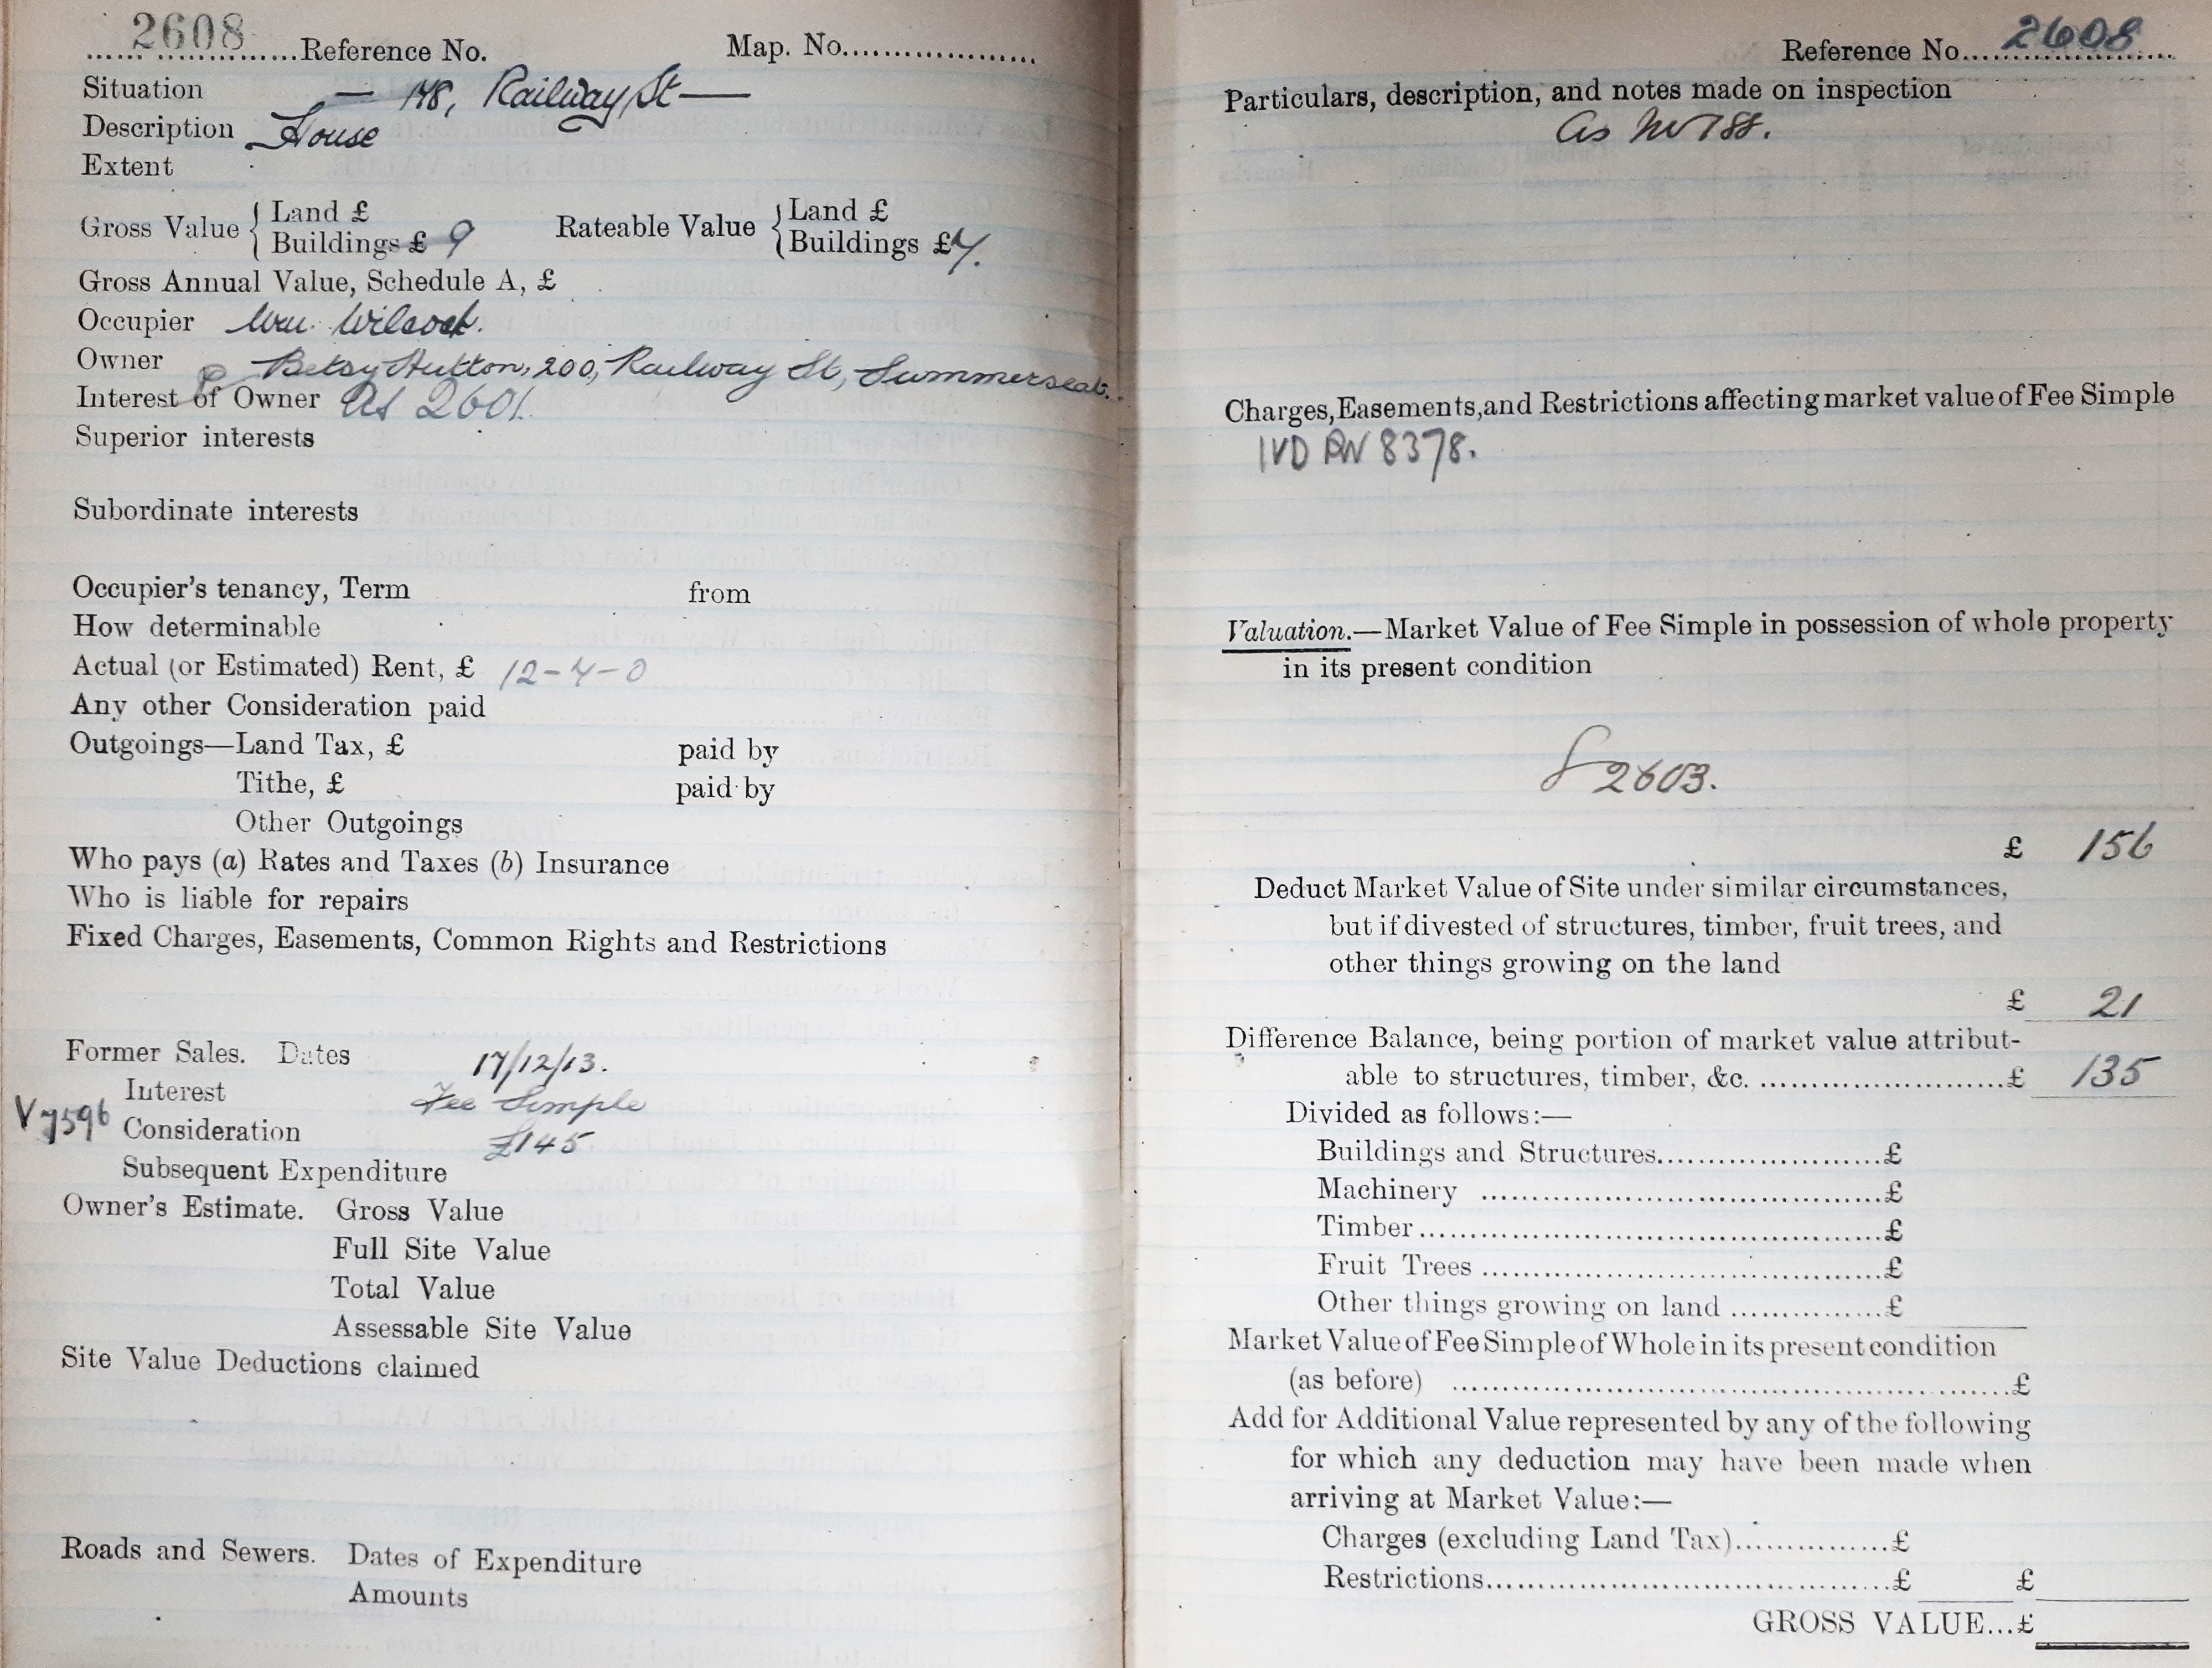 2608 Reference No. Map. No.
Situation — 178, Railway St —
Description House
Extent
Gross Value { Land £
Buildings £ 9
Rateable Value { Land £
Buildings £ 7.
Gross Annual Value, Schedule A, £
Occupier Wm. Wilcock.
Owner Betsy Hutton, 200, Railway St, Summerseat.
Interest of Owner As 2601.
Superior interests
Subordinate interests
Occupier's tenancy, Term from
How determinable
Actual (or Estimated) Rent, £ 12-7-0
Any other Consideration paid
Outgoings—Land Tax, £ paid by
Tithe, £ paid by
Other Outgoings
Who pays (a) Rates and Taxes (b) Insurance
Who is liable for repairs
Fixed Charges, Easements, Common Rights and Restrictions
Former Sales. Dates 17/12/13.
Interest Fee Simple
V7596 Consideration £145
Subsequent Expenditure
Owner's Estimate. Gross Value
Full Site Value
Total Value
Assessable Site Value
Site Value Deductions claimed
Roads and Sewers. Dates of Expenditure
Amounts
Reference No. 2608
Particulars, description, and notes made on inspection
As No 188.
Charges, Easements, and Restrictions affecting market value of Fee Simple
IVD PN 8378.
Valuation.—Market Value of Fee Simple in possession of whole property
in its present condition
2603.
£ 156
Deduct Market Value of Site under similar circumstances,
but if divested of structures, timber, fruit trees, and
other things growing on the land
£ 21
Difference Balance, being portion of market value attribut-
able to structures, timber, &c. £ 135
Divided as follows:—
Buildings and Structures £
Machinery £
Timber £
Fruit Trees £
Other things growing on land £
Market Value of Fee Simple of Whole in its present condition
(as before) £
Add for Additional Value represented by any of the following
for which any deduction may have been made when
arriving at Market Value:—
Charges (excluding Land Tax) £
Restrictions £ £
GROSS VALUE...£